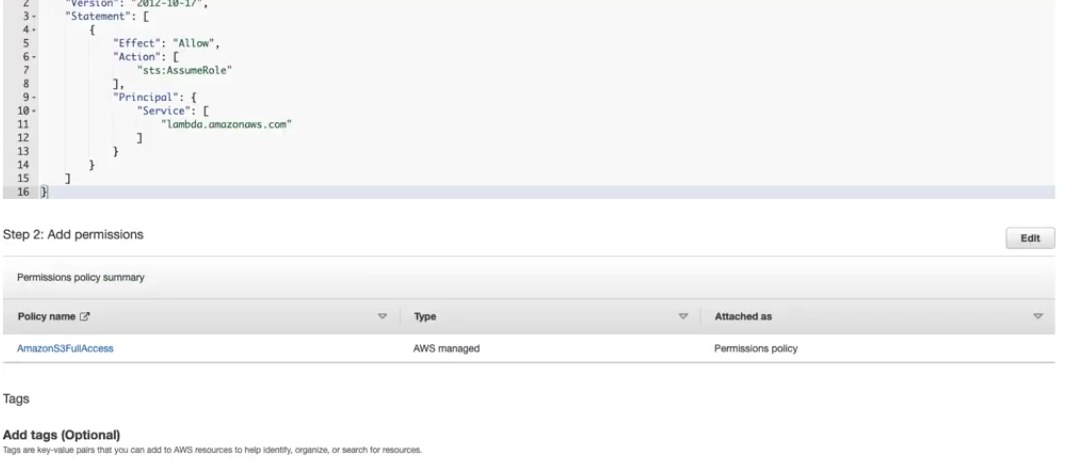 2 "Version": "2012-10-17",
3 "Statement": [
4 {
5 "Effect": "Allow",
6 "Action": [
7 "sts:AssumeRole"
8 ],
9 "Principal": {
10 "Service": [
11 "lambda.amazonaws.com"
12 ]
13 }
14 }
15 ]
16 }
Step 2: Add permissions
Edit
Permissions policy summary
Policy name Type Attached as
AmazonS3FullAccess AWS managed Permissions policy
Tags
Add tags (Optional)
Tags are key-value pairs that you can add to AWS resources to help identify, organize, or search for resources.